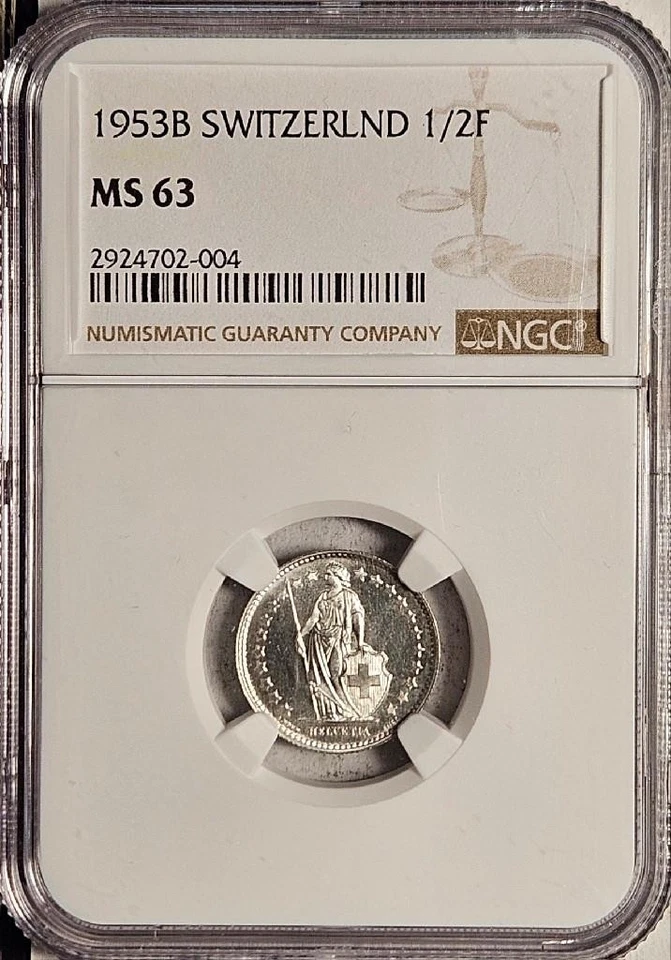 1953B SWITZERLND 1/2F
MS 63
2924702-004
NUMISMATIC GUARANTY COMPANY
NGC®
HELVETIA